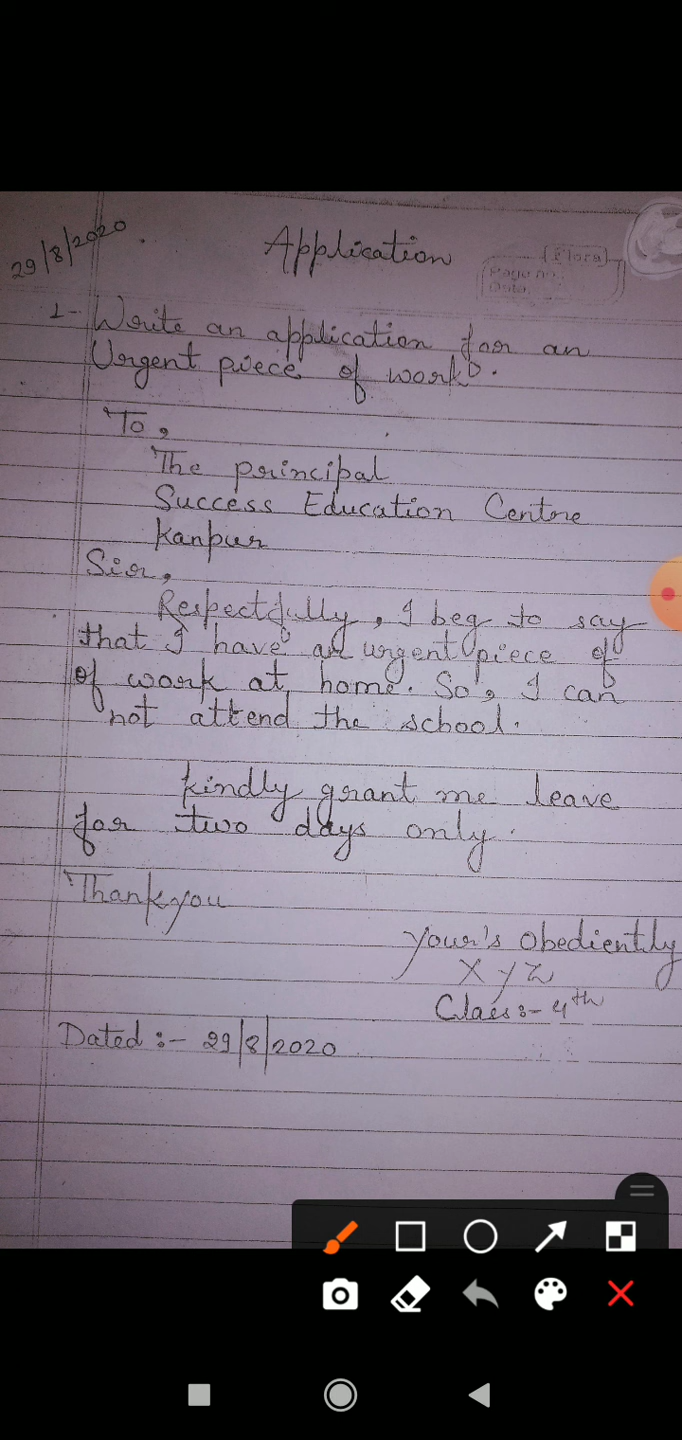 29/8/2020.
Application
Flora
Page no.
Date
1- Write an application for an
Urgent piece of work.
To,
The principal
Success Education Centre
Kanpur
Sir,
Respectfully, I beg to say
that I have an urgent piece of
of work at home. So, I can
not attend the school.
kindly grant me leave
for two days only.
Thankyou
Your's Obediently
X y Z
Class:- 4th
Dated :- 29/8/2020